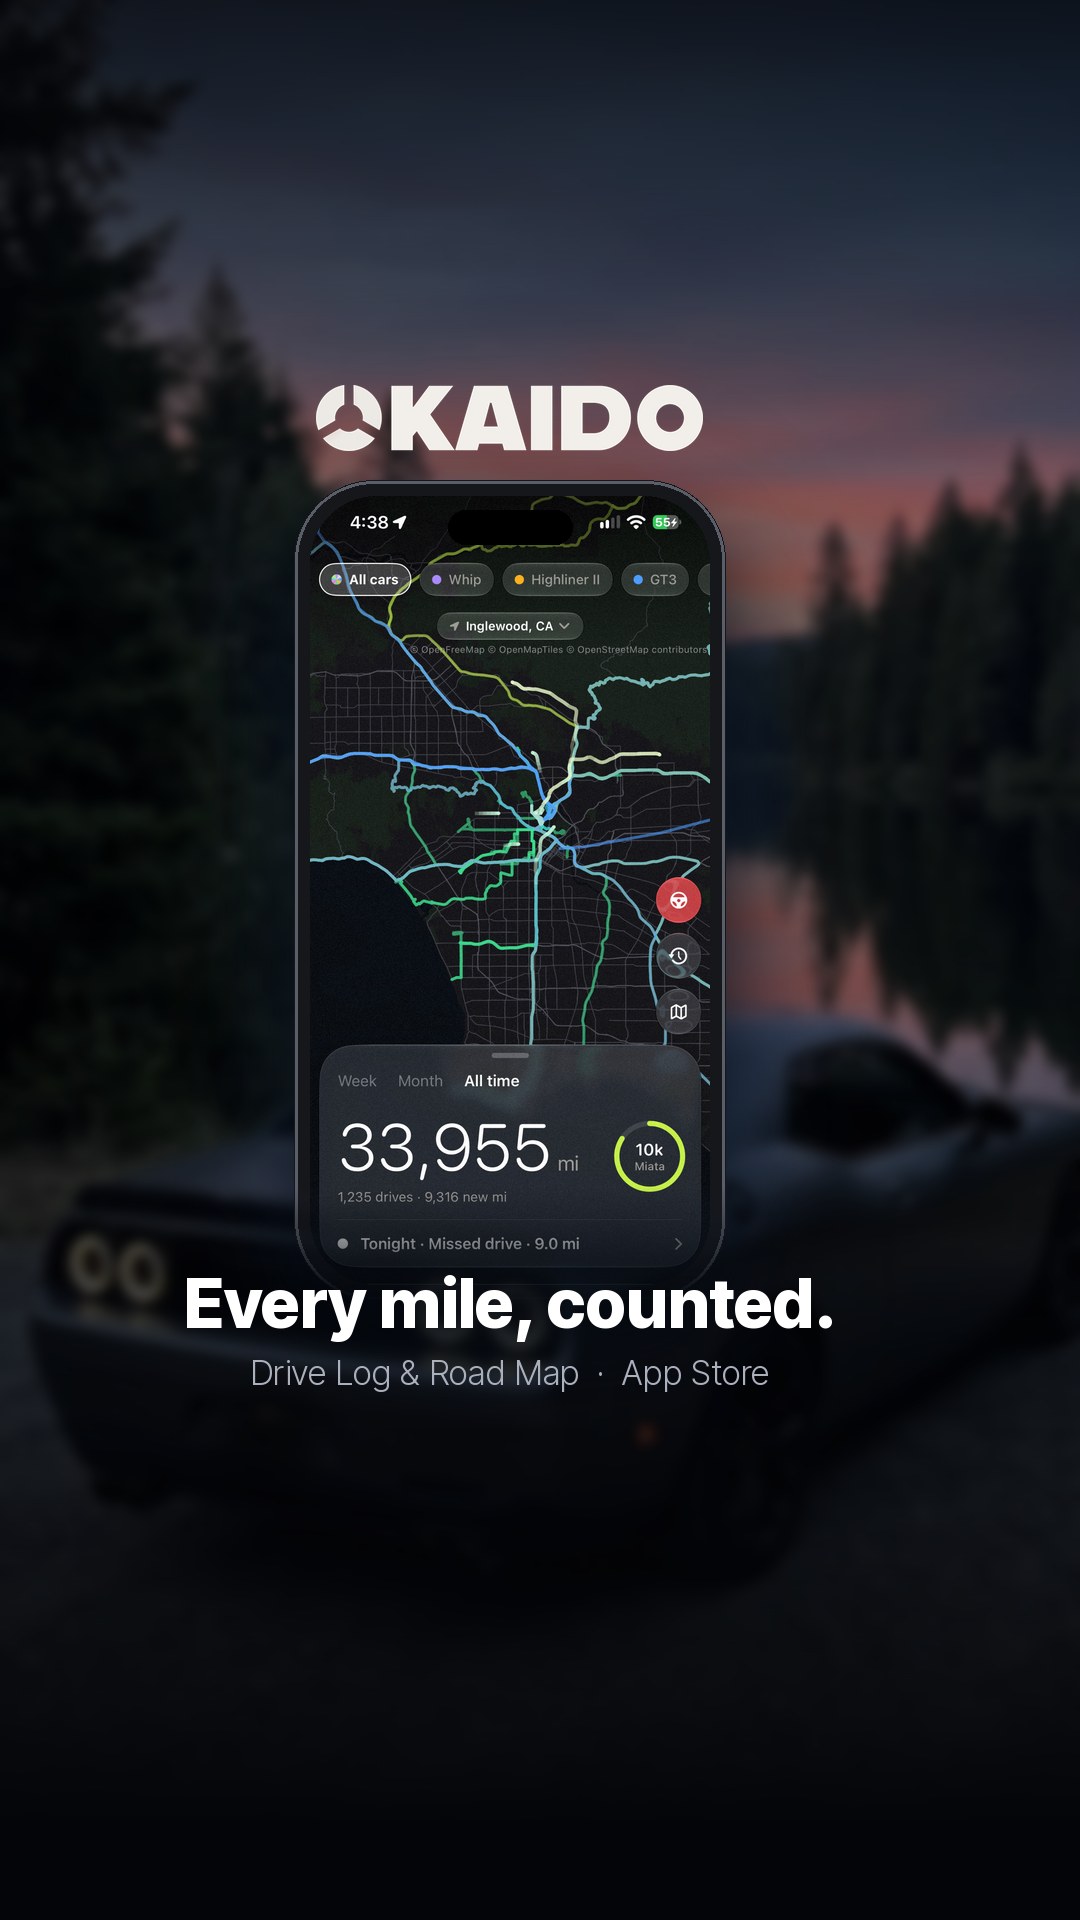 OKAIDO
4:38
55
All cars
Whip
Highliner II
GT3
Inglewood, CA
© OpenFreeMap © OpenMapTiles © OpenStreetMap contributors
Week Month All time
33,955 mi
10k
Miata
1,235 drives · 9,316 new mi
Tonight · Missed drive · 9.0 mi
Every mile, counted.
Drive Log & Road Map · App Store